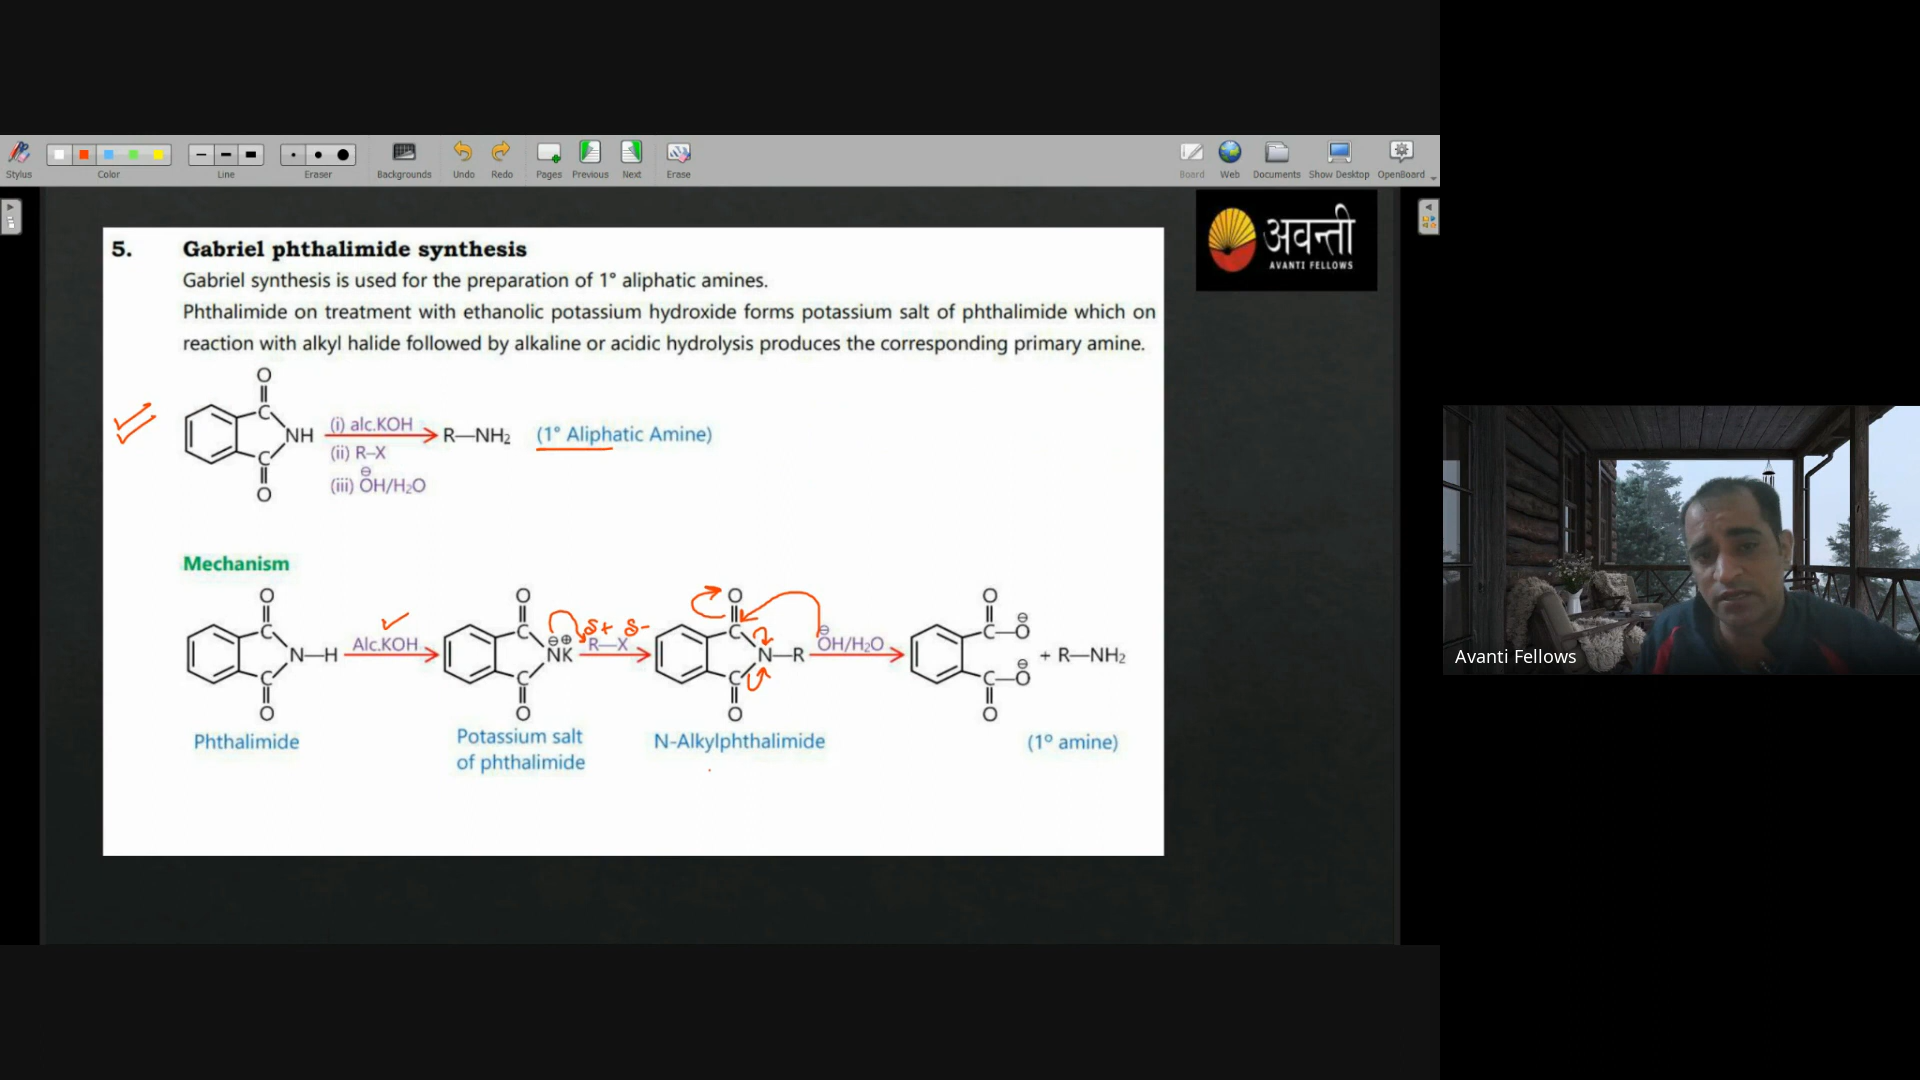 Stylus
Color
Line
Eraser
Backgrounds
Undo
Redo
Pages
Previous
Next
Erase
Board
Web
Documents
Show Desktop
OpenBoard
अवन्ती
AVANTI FELLOWS
5. Gabriel phthalimide synthesis
Gabriel synthesis is used for the preparation of 1° aliphatic amines.
Phthalimide on treatment with ethanolic potassium hydroxide forms potassium salt of phthalimide which on
reaction with alkyl halide followed by alkaline or acidic hydrolysis produces the corresponding primary amine.
O
C
NH
C
O
(i) alc.KOH
(ii) R–X
(iii) ⊖OH/H₂O
R—NH₂ (1° Aliphatic Amine)
Mechanism
O
C
N—H
C
O
Alc.KOH
O
C
⊖⊕
NK
C
O
δ+ δ-
R—X
O
C
N—R
C
O
⊖
OH/H₂O
O
C—O⊖
C—O⊖
O
+ R—NH₂
Phthalimide
Potassium salt
of phthalimide
N-Alkylphthalimide
(1° amine)
Avanti Fellows